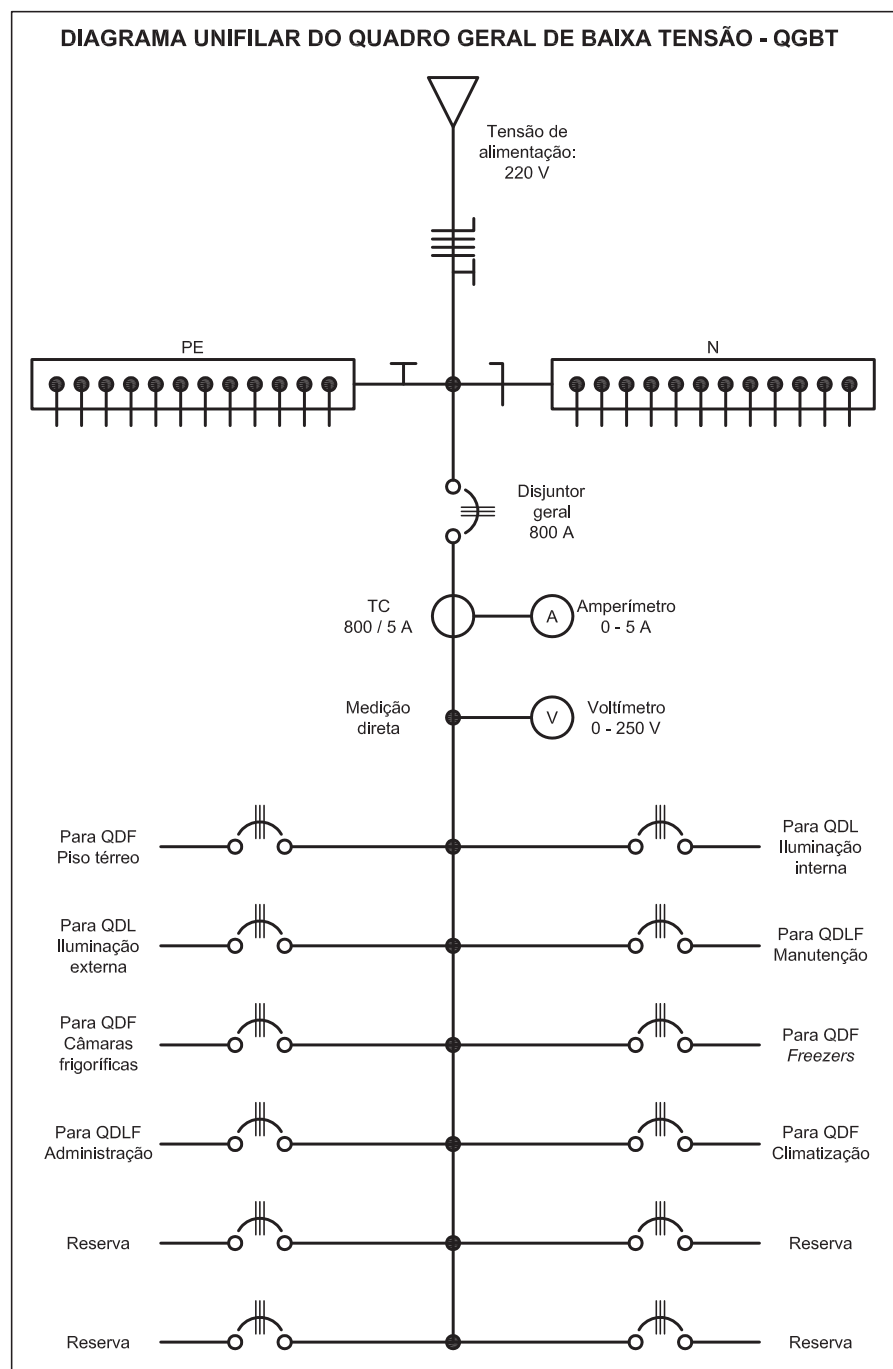 DIAGRAMA UNIFILAR DO QUADRO GERAL DE BAIXA TENSÃO - QGBT
Tensão de
alimentação:
220 V
PE
N
Disjuntor
geral
800 A
TC
800 / 5 A
A
Amperímetro
0 - 5 A
Medição
direta
V
Voltímetro
0 - 250 V
Para QDF
Piso térreo
Para QDL
Iluminação
interna
Para QDL
Iluminação
externa
Para QDLF
Manutenção
Para QDF
Câmaras
frigoríficas
Para QDF
Freezers
Para QDLF
Administração
Para QDF
Climatização
Reserva
Reserva
Reserva
Reserva